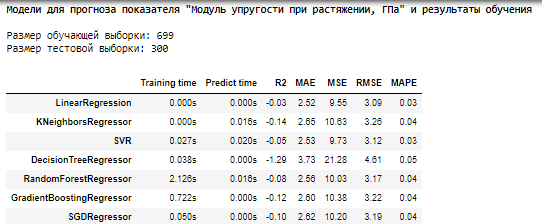 Модели для прогноза показателя "Модуль упругости при растяжении, ГПа" и результаты обучения
Размер обучающей выборки: 699
Размер тестовой выборки: 300
Training time Predict time R2 MAE MSE RMSE MAPE
LinearRegression 0.000s 0.000s -0.03 2.52 9.55 3.09 0.03
KNeighborsRegressor 0.000s 0.016s -0.14 2.65 10.63 3.26 0.04
SVR 0.027s 0.020s -0.05 2.53 9.73 3.12 0.03
DecisionTreeRegressor 0.038s 0.000s -1.29 3.73 21.28 4.61 0.05
RandomForestRegressor 2.126s 0.016s -0.08 2.56 10.03 3.17 0.04
GradientBoostingRegressor 0.722s 0.000s -0.12 2.60 10.38 3.22 0.04
SGDRegressor 0.050s 0.000s -0.10 2.62 10.20 3.19 0.04